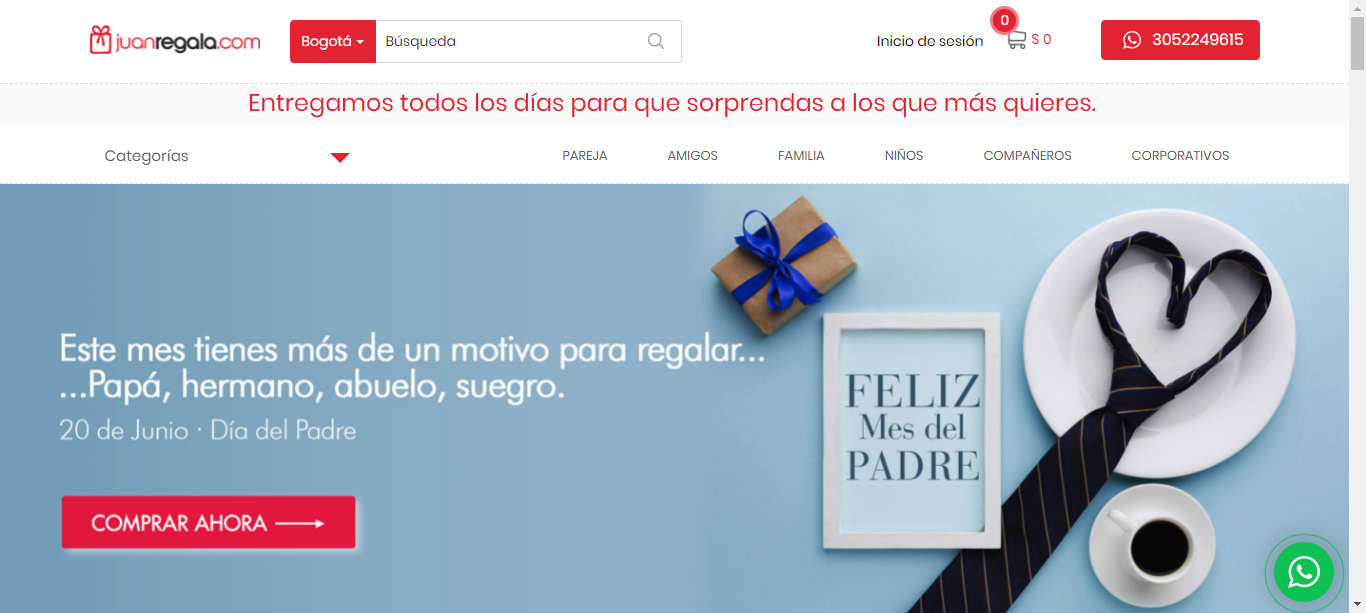 juanregala.com
Bogotá
Búsqueda
Inicio de sesión
0
$ 0
3052249615
Entregamos todos los días para que sorprendas a los que más quieres.
Categorías
PAREJA
AMIGOS
FAMILIA
NIÑOS
COMPAÑEROS
CORPORATIVOS
Este mes tienes más de un motivo para regalar...
...Papá, hermano, abuelo, suegro.
20 de Junio · Día del Padre
COMPRAR AHORA
FELIZ
Mes del
PADRE